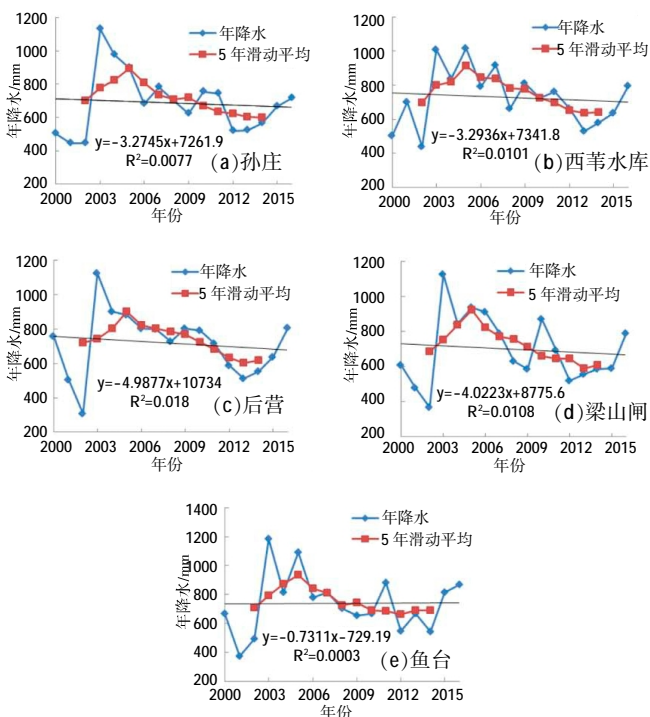 1200
1000
800
600
400
200
年降水/mm
年降水
5 年滑动平均
y=−3.2745x+7261.9
R²=0.0077
(a)孙庄
2000 2003 2006 2009 2012 2015
年份
1200
1000
800
600
400
200
年降水/mm
年降水
5 年滑动平均
y=−3.2936x+7341.8
R²=0.0101
(b)西苇水库
2000 2003 2006 2009 2012 2015
年份
1200
1000
800
600
400
200
年降水/mm
年降水
5 年滑动平均
y=−4.9877x+10734
R²=0.018
(c)后营
2000 2003 2006 2009 2012 2015
年份
1200
1000
800
600
400
200
年降水/mm
年降水
5 年滑动平均
y=−4.0223x+8775.6
R²=0.0108
(d)梁山闸
2000 2003 2006 2009 2012 2015
年份
1400
1200
1000
800
600
400
200
年降水/mm
年降水
5 年滑动平均
y=−0.7311x−729.19
R²=0.0003
(e)鱼台
2000 2003 2006 2009 2012 2015
年份